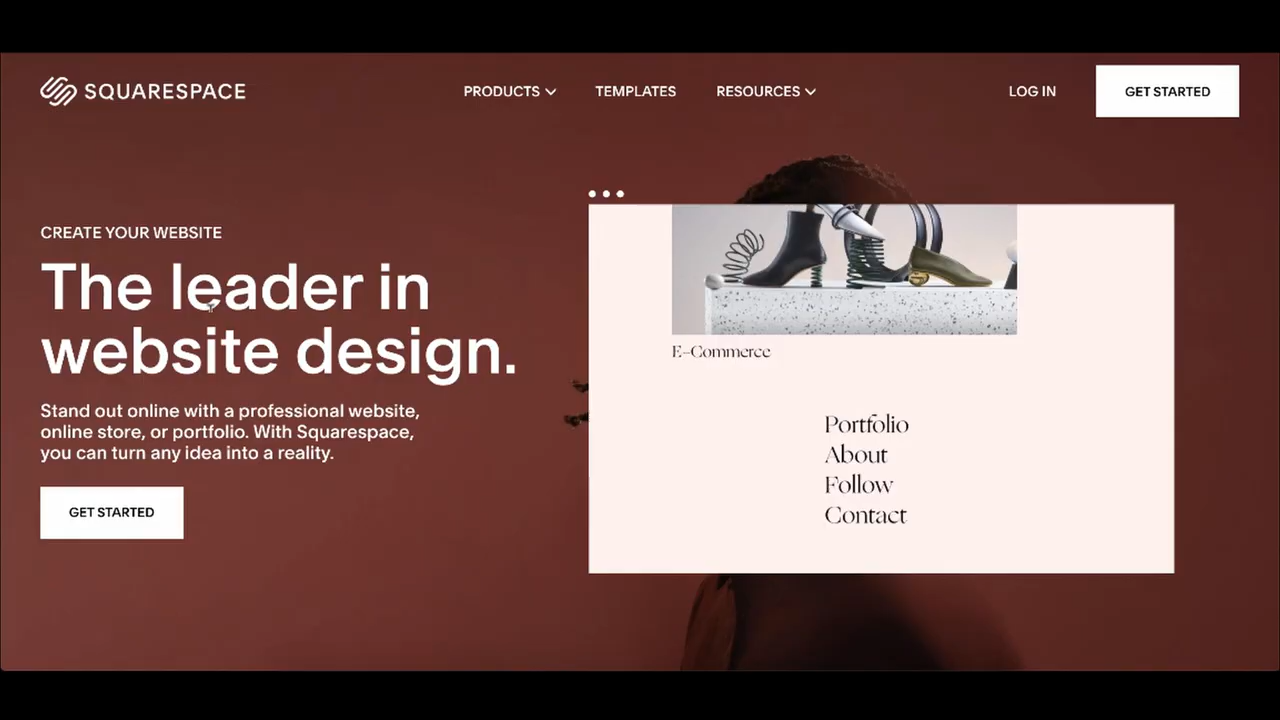 SQUARESPACE
PRODUCTS
TEMPLATES
RESOURCES
LOG IN
GET STARTED
CREATE YOUR WEBSITE
The leader in
website design.
Stand out online with a professional website,
online store, or portfolio. With Squarespace,
you can turn any idea into a reality.
GET STARTED
E-Commerce
Portfolio
About
Follow
Contact